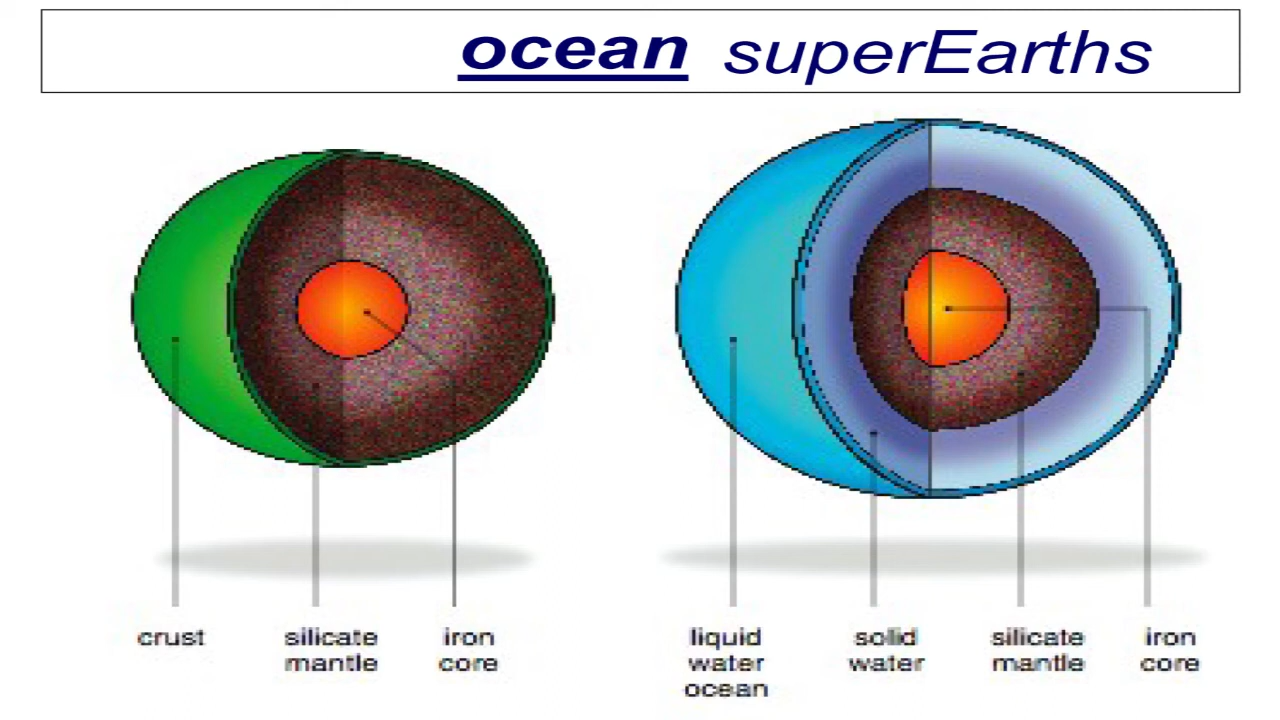 ocean superEarths
crust
silicate
mantle
iron
core
liquid
water
ocean
solid
water
silicate
mantle
iron
core